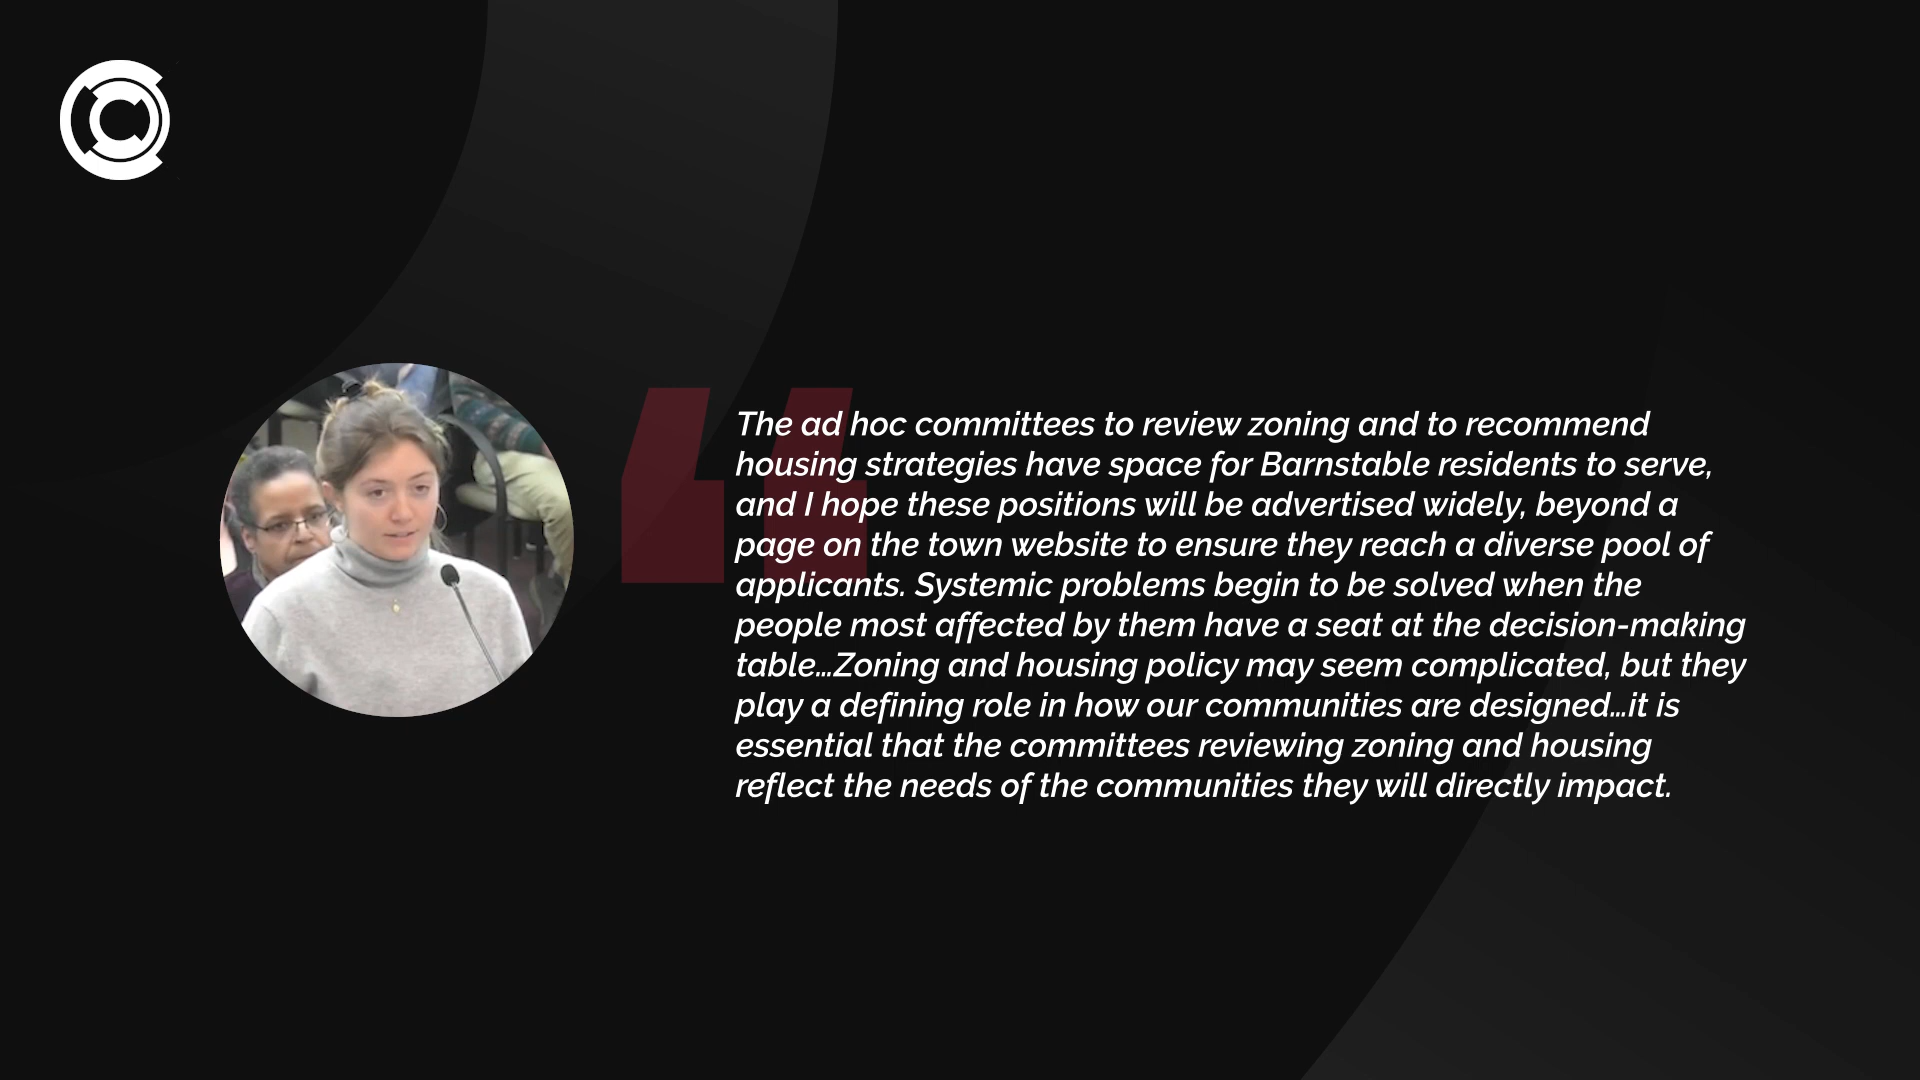 The ad hoc committees to review zoning and to recommend
housing strategies have space for Barnstable residents to serve,
and I hope these positions will be advertised widely, beyond a
page on the town website to ensure they reach a diverse pool of
applicants. Systemic problems begin to be solved when the
people most affected by them have a seat at the decision-making
table...Zoning and housing policy may seem complicated, but they
play a defining role in how our communities are designed...it is
essential that the committees reviewing zoning and housing
reflect the needs of the communities they will directly impact.